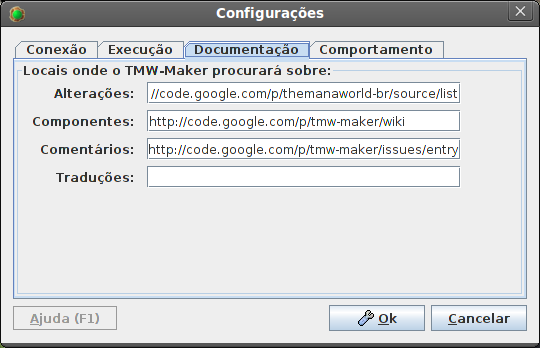 Configurações
Conexão Execução Documentação Comportamento
Locais onde o TMW-Maker procurará sobre:
Alterações: //code.google.com/p/themanaworld-br/source/list
Componentes: http://code.google.com/p/tmw-maker/wiki
Comentários: http://code.google.com/p/tmw-maker/issues/entry
Traduções:
Ajuda (F1) Ok Cancelar